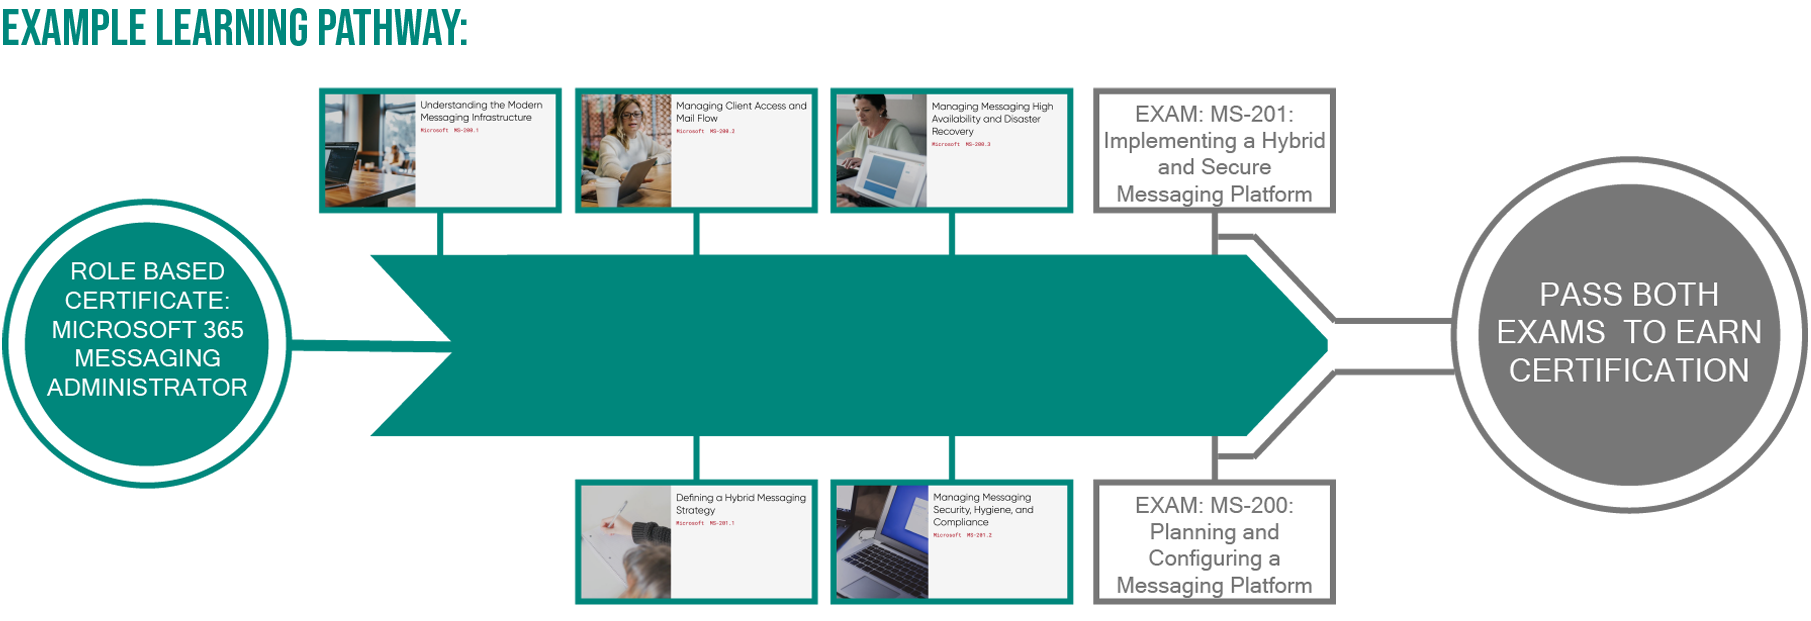 EXAMPLE LEARNING PATHWAY:
Understanding the Modern
Messaging Infrastructure
Microsoft MS-200.1
Managing Client Access and
Mail Flow
Microsoft MS-200.2
Managing Messaging High
Availability and Disaster
Recovery
Microsoft MS-200.3
EXAM: MS-201:
Implementing a Hybrid
and Secure
Messaging Platform
ROLE BASED
CERTIFICATE:
MICROSOFT 365
MESSAGING
ADMINISTRATOR
PASS BOTH
EXAMS TO EARN
CERTIFICATION
Defining a Hybrid Messaging
Strategy
Microsoft MS-201.1
Managing Messaging
Security, Hygiene, and
Compliance
Microsoft MS-201.2
EXAM: MS-200:
Planning and
Configuring a
Messaging Platform